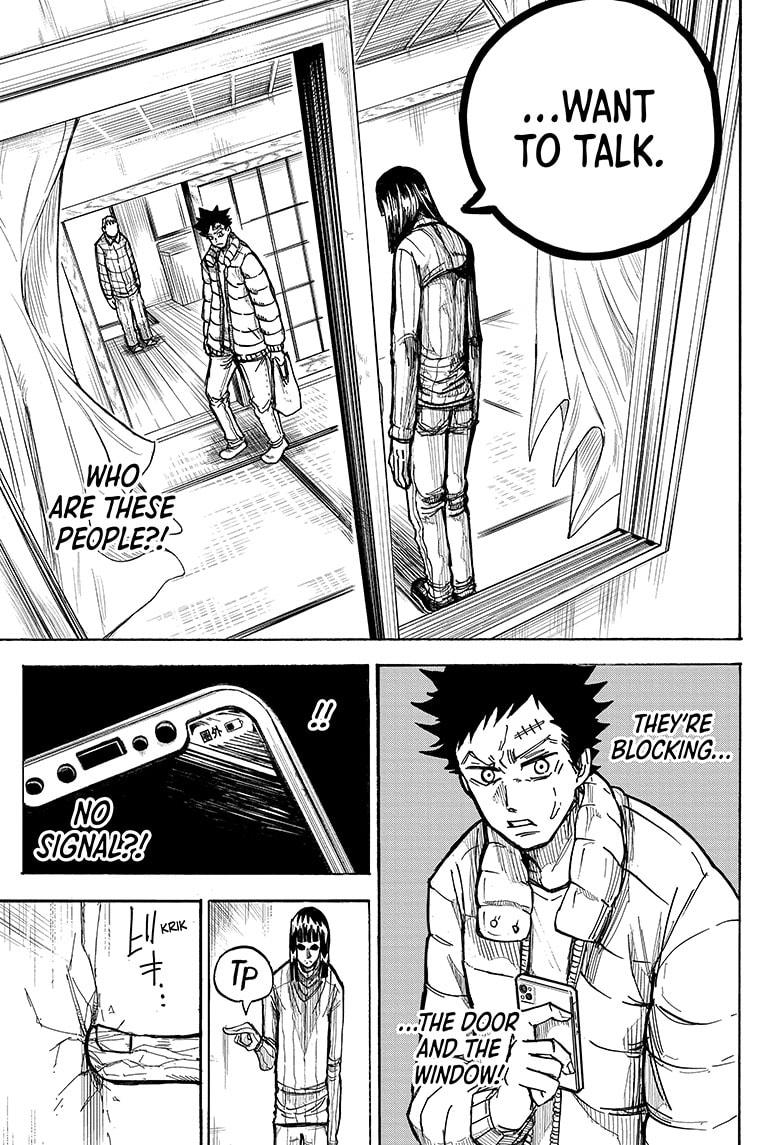 ...WANT
TO TALK.
WHO
ARE THESE
PEOPLE?!
THEY'RE
BLOCKING...
...THE DOOR
AND THE
WINDOW!
!!
圏外
NO
SIGNAL?!
TP
KRIK